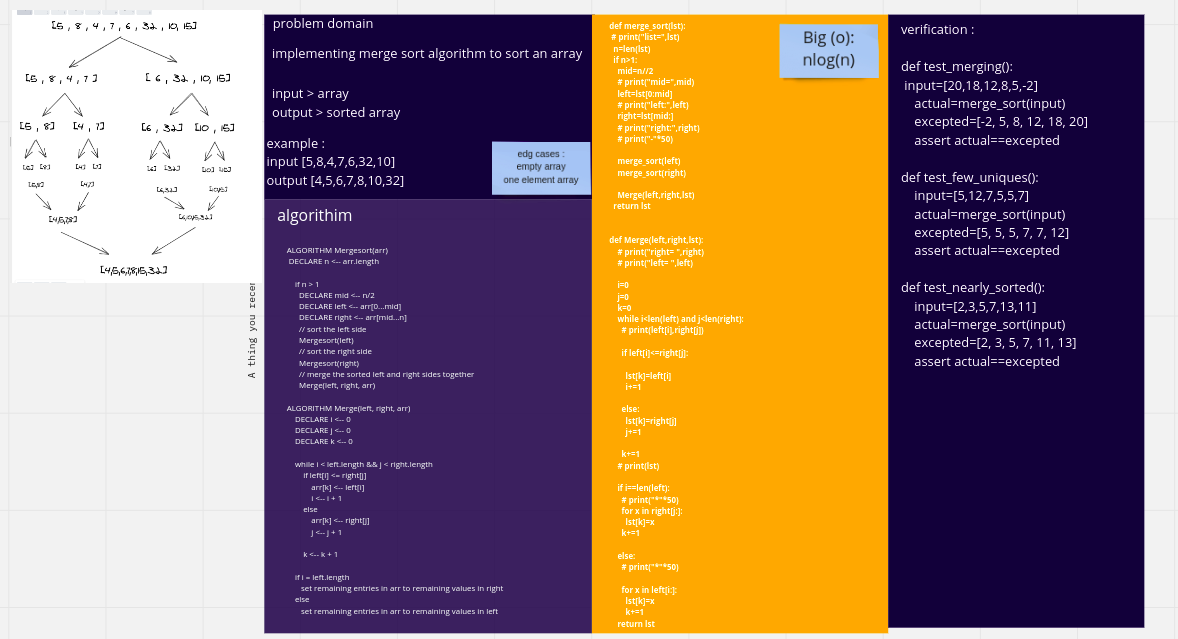 [5, 8, 4, 7, 6, 32, 10, 15]
[5, 8, 4, 7]
[6, 32, 10, 15]
[5, 8]
[4, 7]
[6, 32]
[10, 15]
[5]
[8]
[4]
[7]
[6]
[32]
[10]
[15]
[5,8]
[4,7]
[6,32]
[10,15]
[4,5,7,8]
[6,10,15,32]
[4,5,6,7,8,15,32]
A thing you recen
problem domain
implementing merge sort algorithm to sort an array
input > array
output > sorted array
example :
input [5,8,4,7,6,32,10]
output [4,5,6,7,8,10,32]
edg cases :
empty array
one element array
algorithim
ALGORITHM Mergesort(arr)
DECLARE n <-- arr.length
if n > 1
DECLARE mid <-- n/2
DECLARE left <-- arr[0...mid]
DECLARE right <-- arr[mid...n]
// sort the left side
Mergesort(left)
// sort the right side
Mergesort(right)
// merge the sorted left and right sides together
Merge(left, right, arr)
ALGORITHM Merge(left, right, arr)
DECLARE i <-- 0
DECLARE j <-- 0
DECLARE k <-- 0
while i < left.length && j < right.length
if left[i] <= right[j]
arr[k] <-- left[i]
i <-- i + 1
else
arr[k] <-- right[j]
j <-- j + 1
k <-- k + 1
if i = left.length
set remaining entries in arr to remaining values in right
else
set remaining entries in arr to remaining values in left
def merge_sort(lst):
# print("list=",lst)
n=len(lst)
if n>1:
mid=n//2
# print("mid=",mid)
left=lst[0:mid]
# print("left:",left)
right=lst[mid:]
# print("right:",right)
# print("-"*50)
merge_sort(left)
merge_sort(right)
Merge(left,right,lst)
return lst
def Merge(left,right,lst):
# print("right= ",right)
# print("left= ",left)
i=0
j=0
k=0
while i<len(left) and j<len(right):
# print(left[i],right[j])
if left[i]<=right[j]:
lst[k]=left[i]
i+=1
else:
lst[k]=right[j]
j+=1
k+=1
# print(lst)
if i==len(left):
# print("*"*50)
for x in right[j:]:
lst[k]=x
k+=1
else:
# print("*"*50)
for x in left[i:]:
lst[k]=x
k+=1
return lst
Big (o):
nlog(n)
verification :
def test_merging():
input=[20,18,12,8,5,-2]
actual=merge_sort(input)
excepted=[-2, 5, 8, 12, 18, 20]
assert actual==excepted
def test_few_uniques():
input=[5,12,7,5,5,7]
actual=merge_sort(input)
excepted=[5, 5, 5, 7, 7, 12]
assert actual==excepted
def test_nearly_sorted():
input=[2,3,5,7,13,11]
actual=merge_sort(input)
excepted=[2, 3, 5, 7, 11, 13]
assert actual==excepted